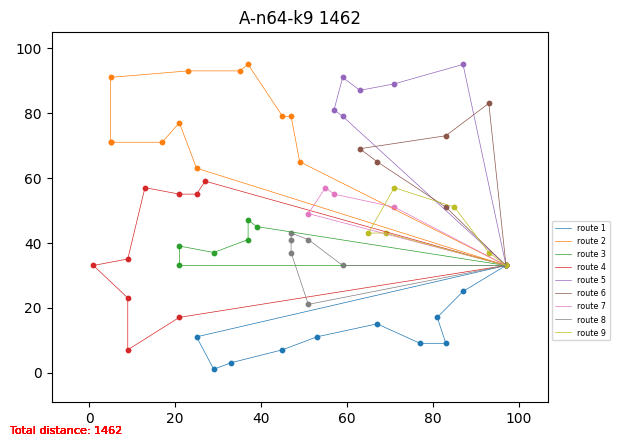 A-n64-k9 1462
100
80
60
40
20
0
0 20 40 60 80 100
route 1
route 2
route 3
route 4
route 5
route 6
route 7
route 8
route 9
Total distance: 1462